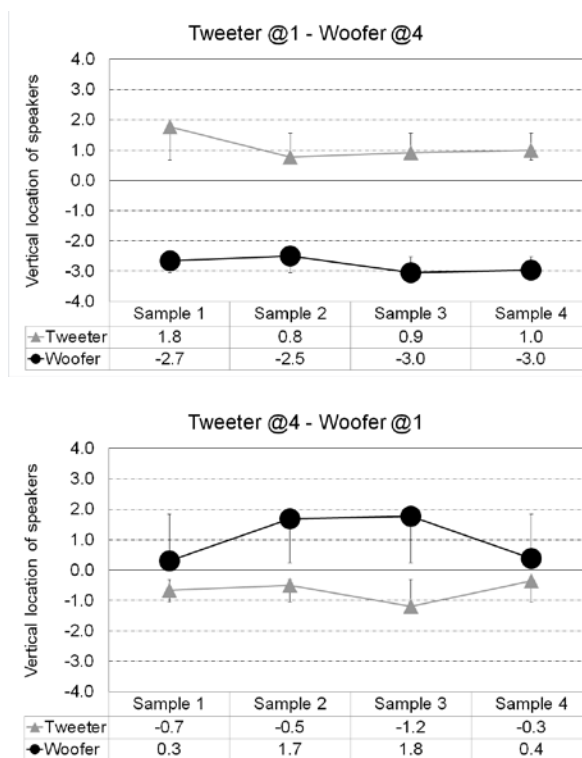 Tweeter @1 - Woofer @4
Vertical location of speakers
4.0
3.0
2.0
1.0
0.0
-1.0
-2.0
-3.0
-4.0
Sample 1 Sample 2 Sample 3 Sample 4
Tweeter 1.8 0.8 0.9 1.0
Woofer -2.7 -2.5 -3.0 -3.0
Tweeter @4 - Woofer @1
Vertical location of speakers
4.0
3.0
2.0
1.0
0.0
-1.0
-2.0
-3.0
-4.0
Sample 1 Sample 2 Sample 3 Sample 4
Tweeter -0.7 -0.5 -1.2 -0.3
Woofer 0.3 1.7 1.8 0.4